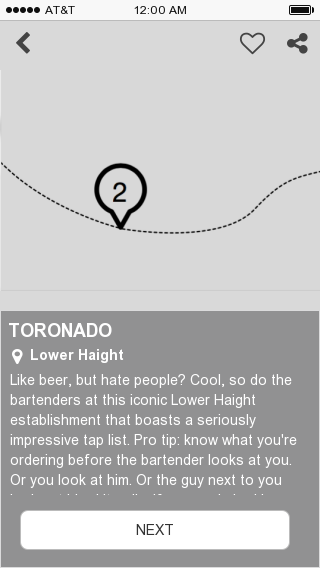 AT&T 12:00 AM
2
TORONADO
Lower Haight
Like beer, but hate people? Cool, so do the
bartenders at this iconic Lower Haight
establishment that boasts a seriously
impressive tap list. Pro tip: know what you're
ordering before the bartender looks at you.
Or you look at him. Or the guy next to you
NEXT